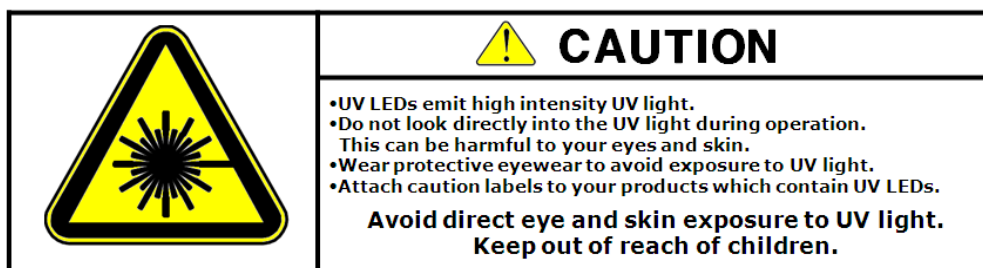 CAUTION
•UV LEDs emit high intensity UV light.
•Do not look directly into the UV light during operation.
This can be harmful to your eyes and skin.
•Wear protective eyewear to avoid exposure to UV light.
•Attach caution labels to your products which contain UV LEDs.
Avoid direct eye and skin exposure to UV light.
Keep out of reach of children.